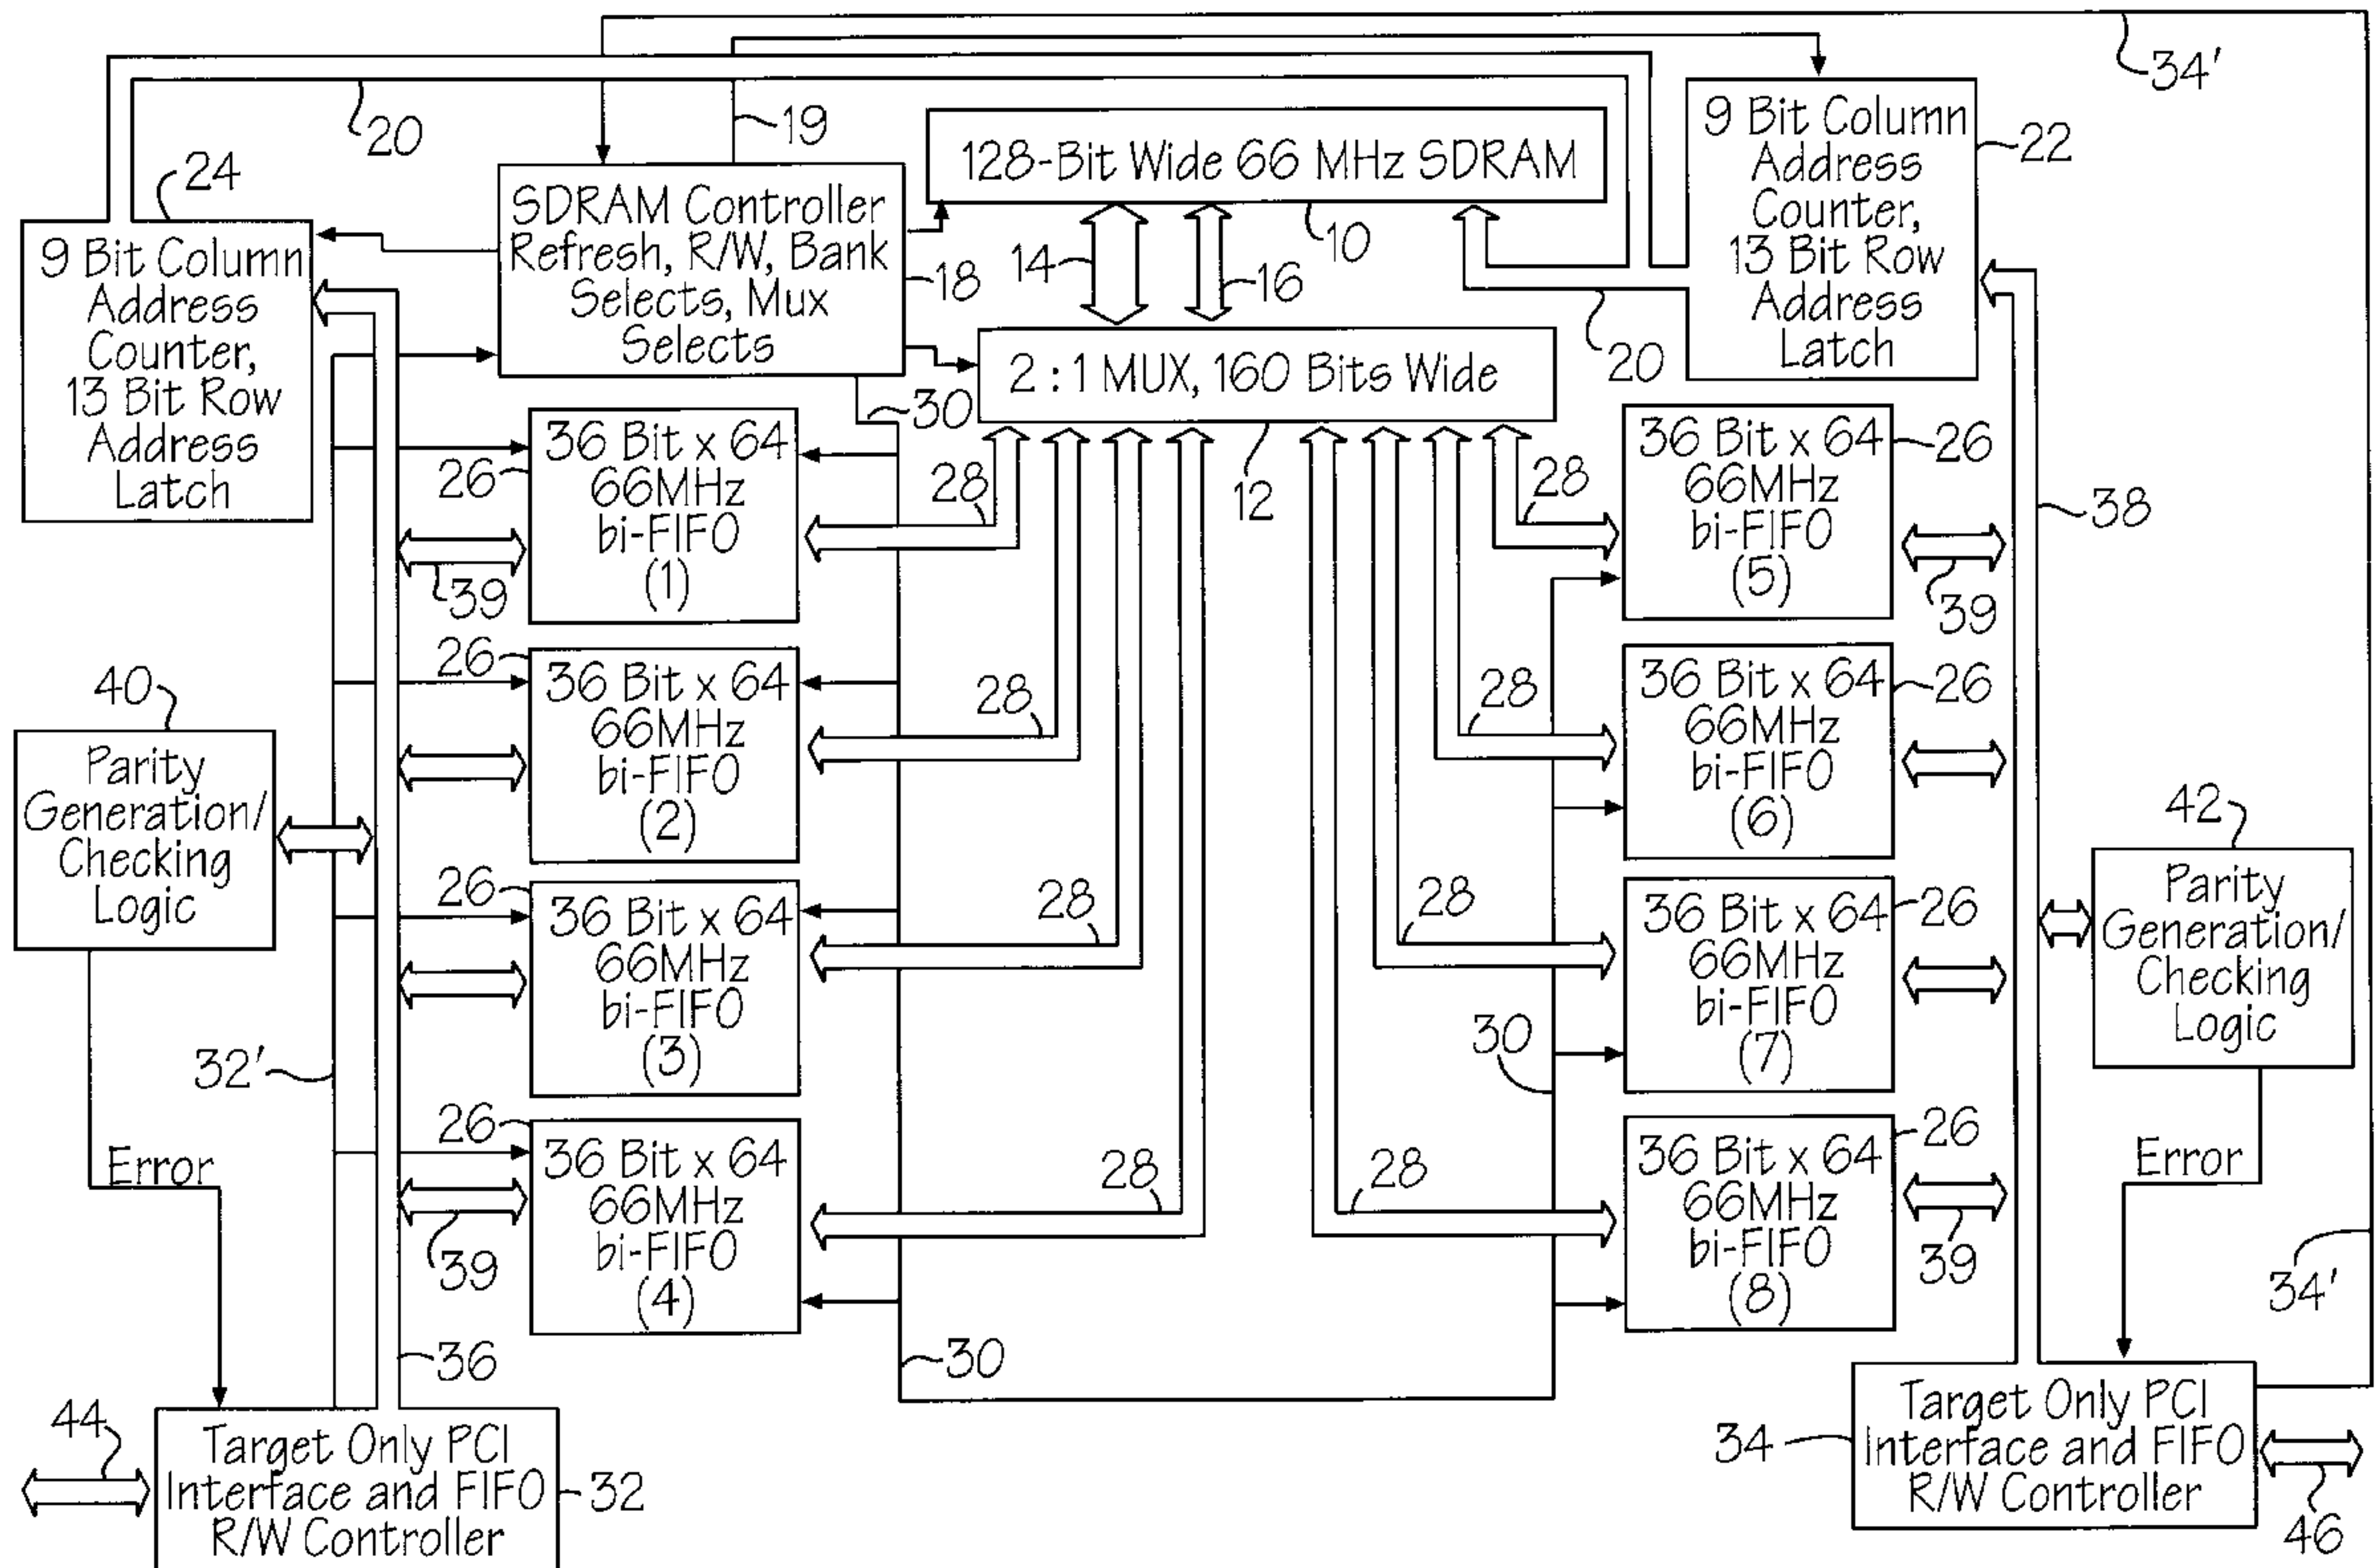 34'
20
19
128-Bit Wide 66 MHz SDRAM
10
9 Bit Column
Address
Counter,
13 Bit Row
Address
Latch
22
24
9 Bit Column
Address
Counter,
13 Bit Row
Address
Latch
SDRAM Controller
Refresh, R/W, Bank
Selects, Mux
Selects
18
14
16
20
2 : 1 MUX, 160 Bits Wide
12
30
26
36 Bit x 64
66MHz
bi-FIFO
(1)
28
39
28
36 Bit x 64
66MHz
bi-FIFO
(5)
26
39
38
40
Parity
Generation/
Checking
Logic
26
36 Bit x 64
66MHz
bi-FIFO
(2)
28
28
36 Bit x 64
66MHz
bi-FIFO
(6)
26
42
Parity
Generation/
Checking
Logic
26
36 Bit x 64
66MHz
bi-FIFO
(3)
28
28
36 Bit x 64
66MHz
bi-FIFO
(7)
26
30
32'
Error
26
36 Bit x 64
66MHz
bi-FIFO
(4)
28
39
28
36 Bit x 64
66MHz
bi-FIFO
(8)
26
39
Error
34'
36
30
44
Target Only PCI
Interface and FIFO
R/W Controller
32
34
Target Only PCI
Interface and FIFO
R/W Controller
46